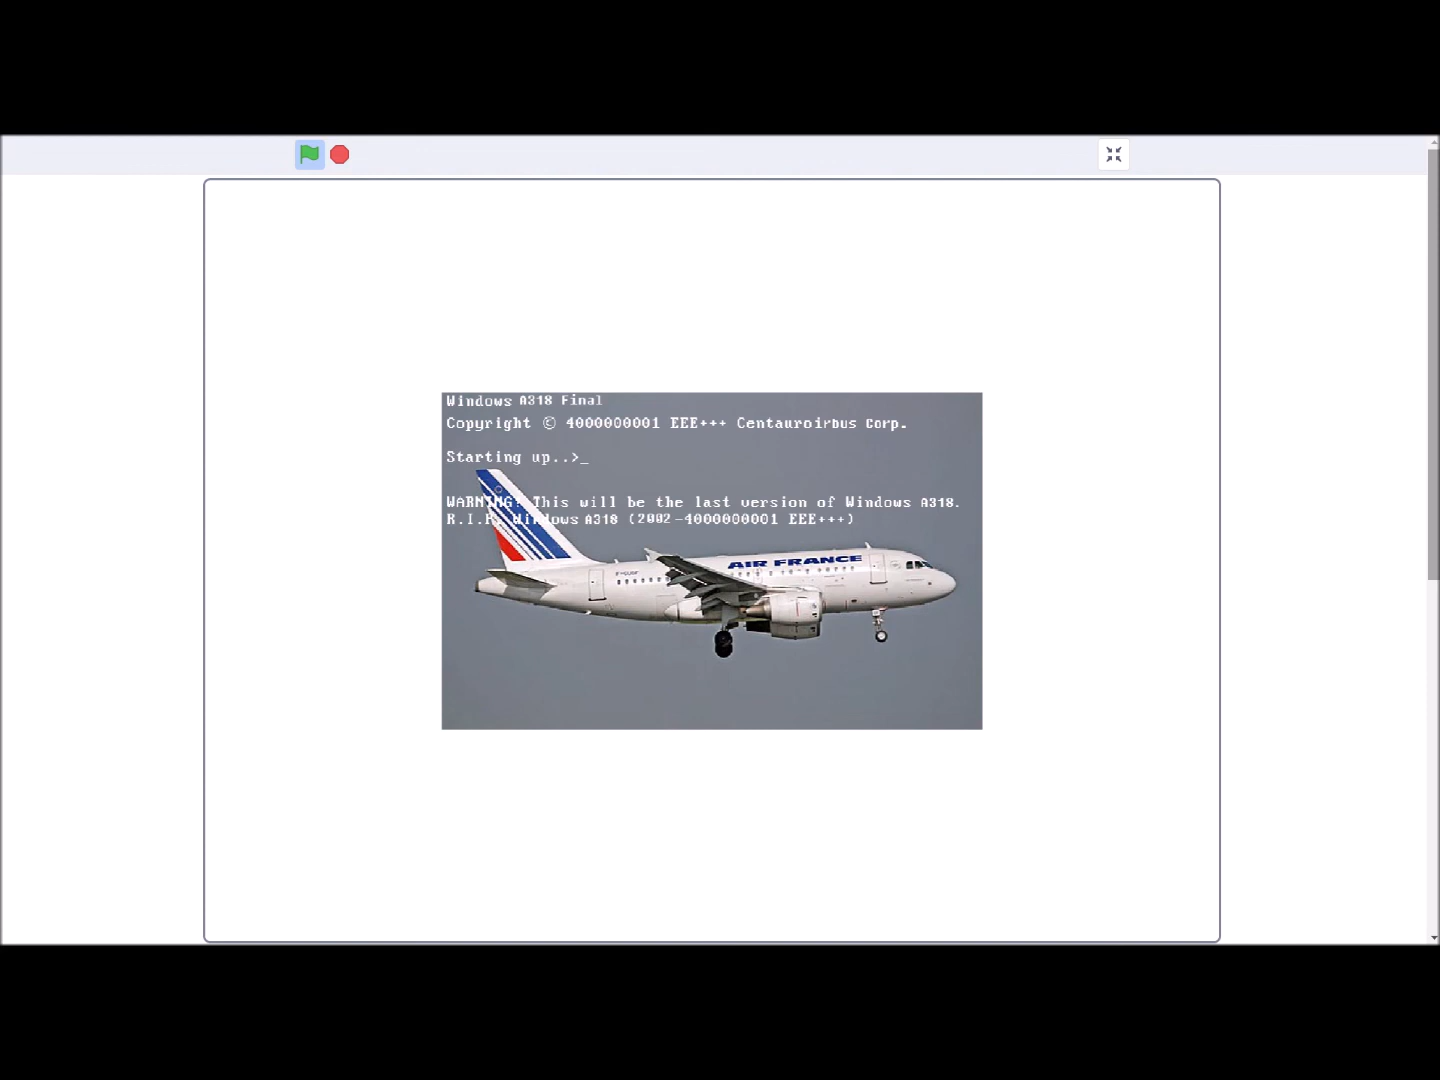 Windows A318 Final
Copyright © 4000000001 EEE+++ Centauroirbus Corp.
Starting up..>_
WARNING! This will be the last version of Windows A318.
R.I.P. Windows A318 (2002-4000000001 EEE+++)
AIR FRANCE